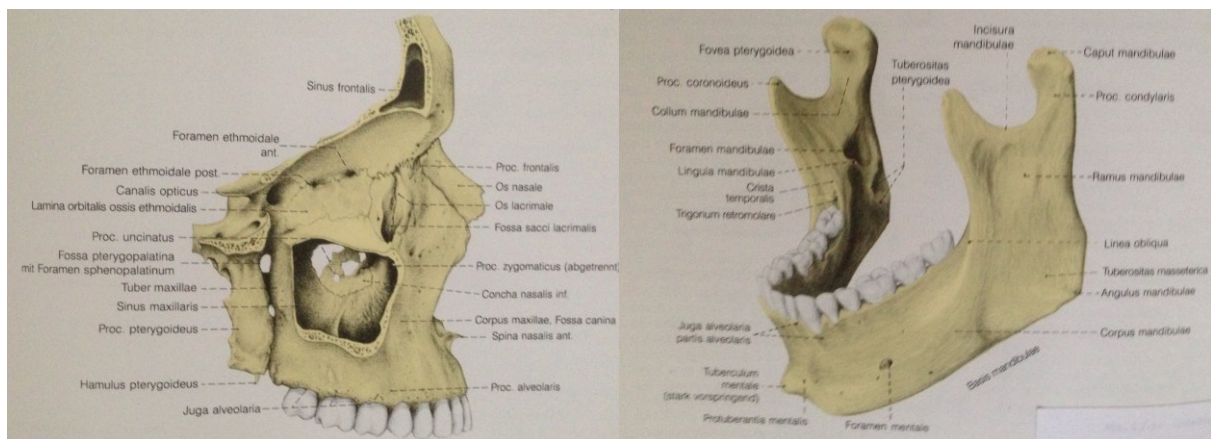 Sinus frontalis
Foramen ethmoidale
ant.
Foramen ethmoidale post.
Canalis opticus
Lamina orbitalis ossis ethmoidalis
Proc. uncinatus
Fossa pterygopalatina
mit Foramen sphenopalatinum
Tuber maxillae
Sinus maxillaris
Proc. pterygoideus
Hamulus pterygoideus
Juga alveolaria
Proc. frontalis
Os nasale
Os lacrimale
Fossa sacci lacrimalis
Proc. zygomaticus (abgetrennt)
Concha nasalis inf.
Corpus maxillae, Fossa canina
Spina nasalis ant.
Proc. alveolaris
Fovea pterygoidea
Proc. coronoideus
Collum mandibulae
Foramen mandibulae
Lingula mandibulae
Crista
temporalis
Trigonum retromolare
Juga alveolaria
partis alveolaris
Tuberculum
mentale
(stark vorspringend)
Protuberantia mentalis
Foramen mentale
Incisura
mandibulae
Tuberositas
pterygoidea
Caput mandibulae
Proc. condylaris
Ramus mandibulae
Linea obliqua
Tuberositas masseterica
Angulus mandibulae
Corpus mandibulae
Basis mandibulae